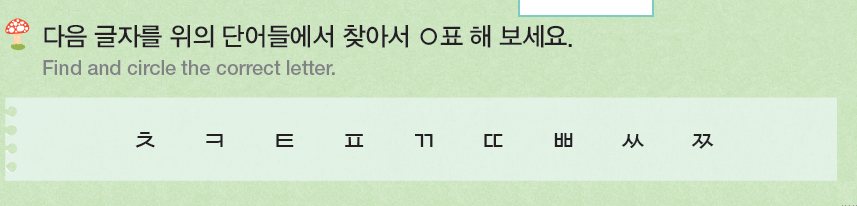 다음 글자를 위의 단어들에서 찾아서 ○표 해 보세요.
Find and circle the correct letter.
ㅊ ㅋ ㅌ ㅍ ㄲ ㄸ ㅃ ㅆ ㅉ